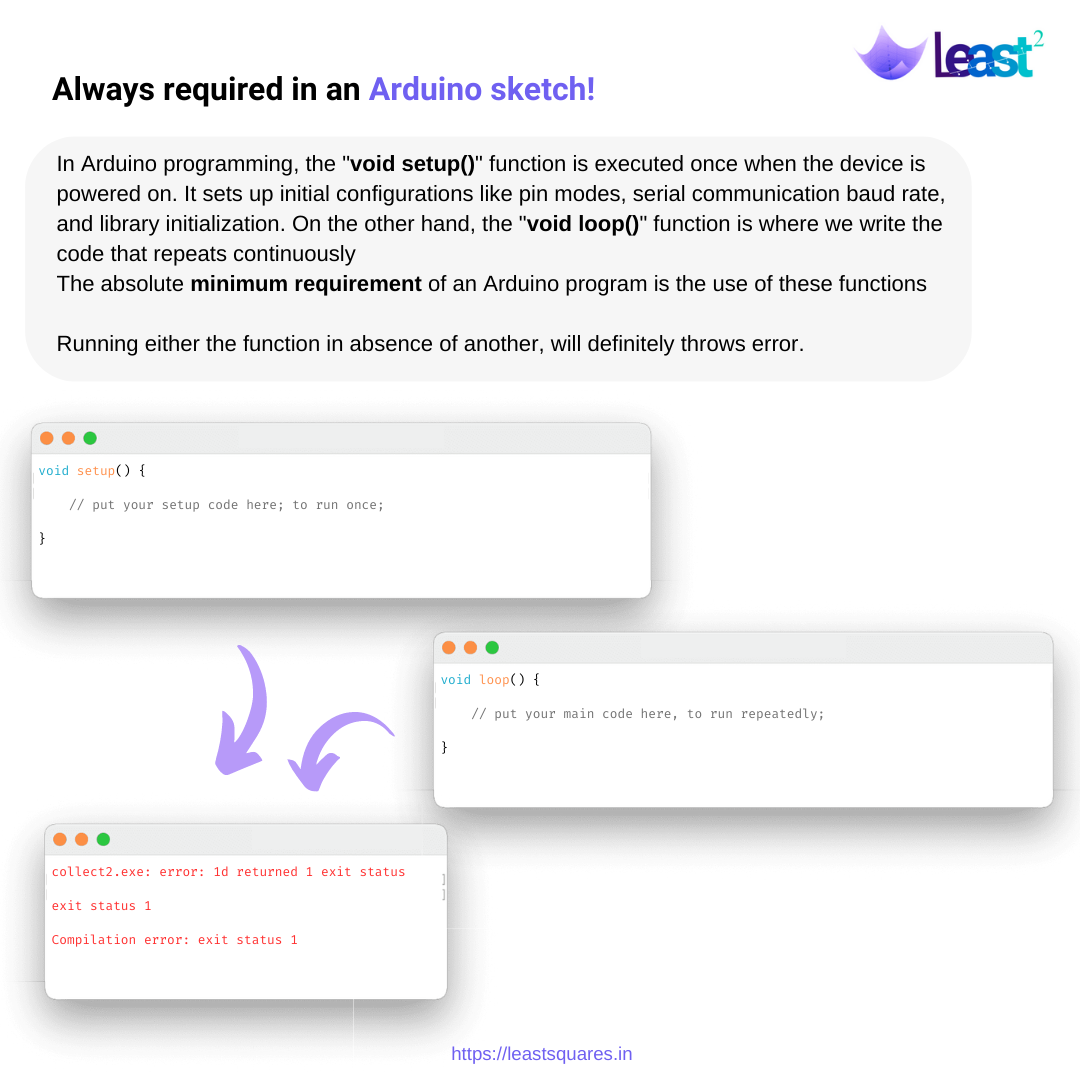 Least2
Always required in an Arduino sketch!
In Arduino programming, the "void setup()" function is executed once when the device is
powered on. It sets up initial configurations like pin modes, serial communication baud rate,
and library initialization. On the other hand, the "void loop()" function is where we write the
code that repeats continuously
The absolute minimum requirement of an Arduino program is the use of these functions
Running either the function in absence of another, will definitely throws error.
void setup() {
// put your setup code here; to run once;
}
void loop() {
// put your main code here, to run repeatedly;
}
collect2.exe: error: 1d returned 1 exit status
exit status 1
Compilation error: exit status 1
https://leastsquares.in